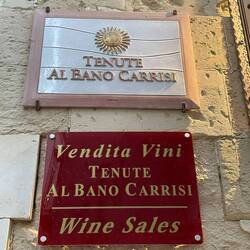 TENUTE
AL BANO CARRISI
Vendita Vini
TENUTE
AL BANO CARRISI
Wine Sales